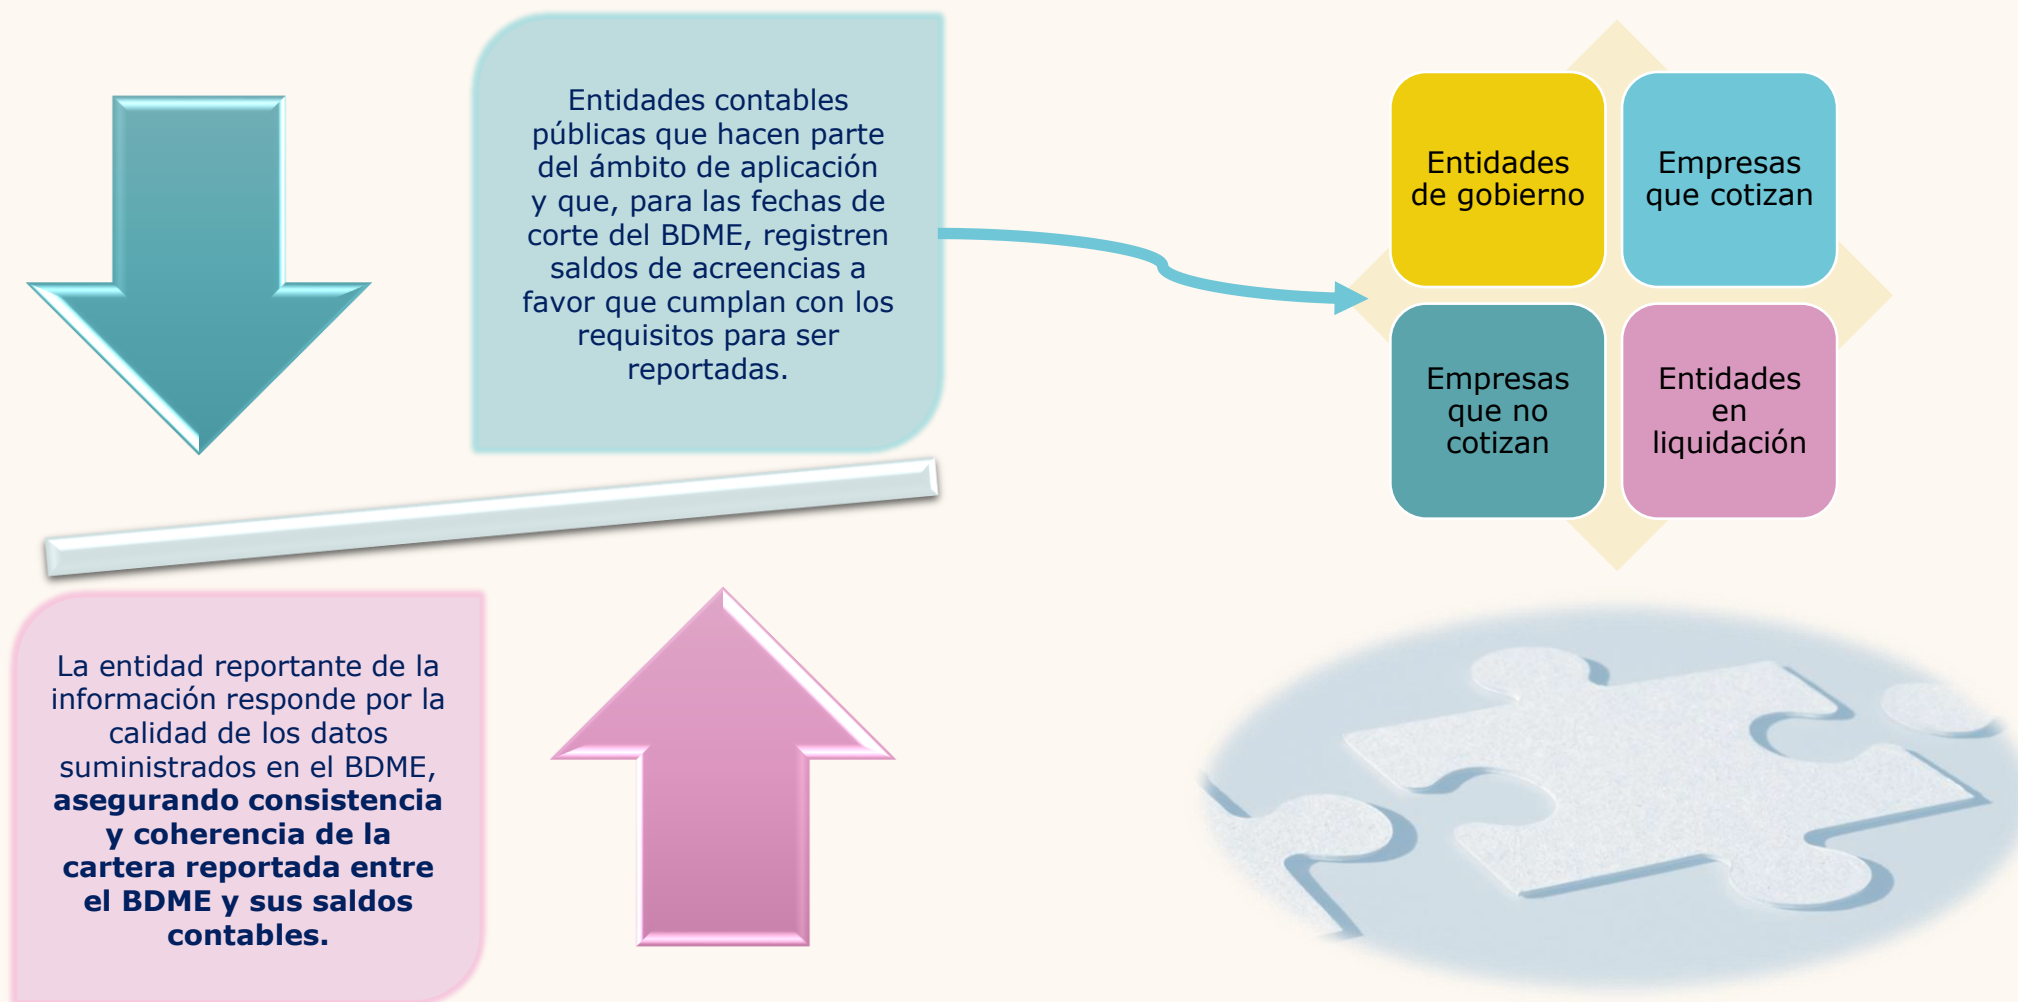 Entidades contables
públicas que hacen parte
del ámbito de aplicación
y que, para las fechas de
corte del BDME, registren
saldos de acreencias a
favor que cumplan con los
requisitos para ser
reportadas.
Entidades
de gobierno
Empresas
que cotizan
Empresas
que no
cotizan
Entidades
en
liquidación
La entidad reportante de la
información responde por la
calidad de los datos
suministrados en el BDME,
asegurando consistencia
y coherencia de la
cartera reportada entre
el BDME y sus saldos
contables.